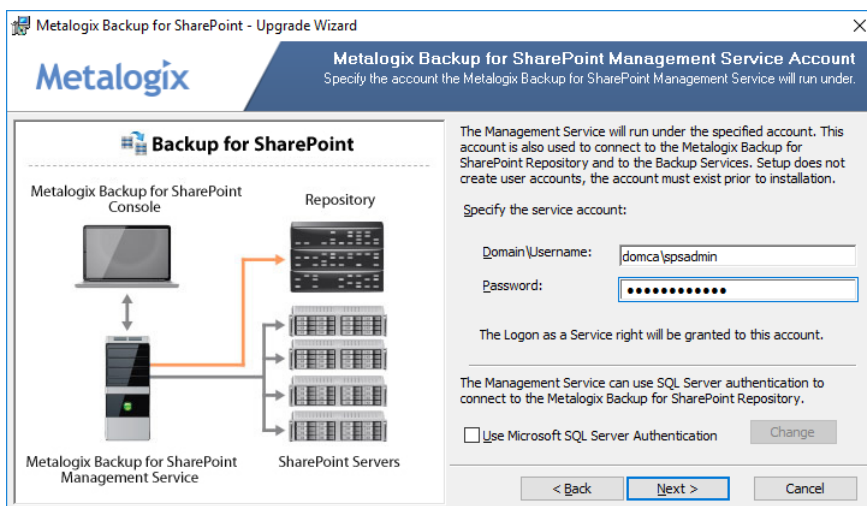 Metalogix Backup for SharePoint - Upgrade Wizard
Metalogix
Metalogix Backup for SharePoint Management Service Account
Specify the account the Metalogix Backup for SharePoint Management Service will run under.
Backup for SharePoint
Metalogix Backup for SharePoint
Console
Repository
Metalogix Backup for SharePoint
Management Service
SharePoint Servers
The Management Service will run under the specified account. This
account is also used to connect to the Metalogix Backup for
SharePoint Repository and to the Backup Services. Setup does not
create user accounts, the account must exist prior to installation.
Specify the service account:
Domain\Username:
domca\spsadmin
Password:
●●●●●●●●●●●●
The Logon as a Service right will be granted to this account.
The Management Service can use SQL Server authentication to
connect to the Metalogix Backup for SharePoint Repository.
Use Microsoft SQL Server Authentication
Change
< Back
Next >
Cancel